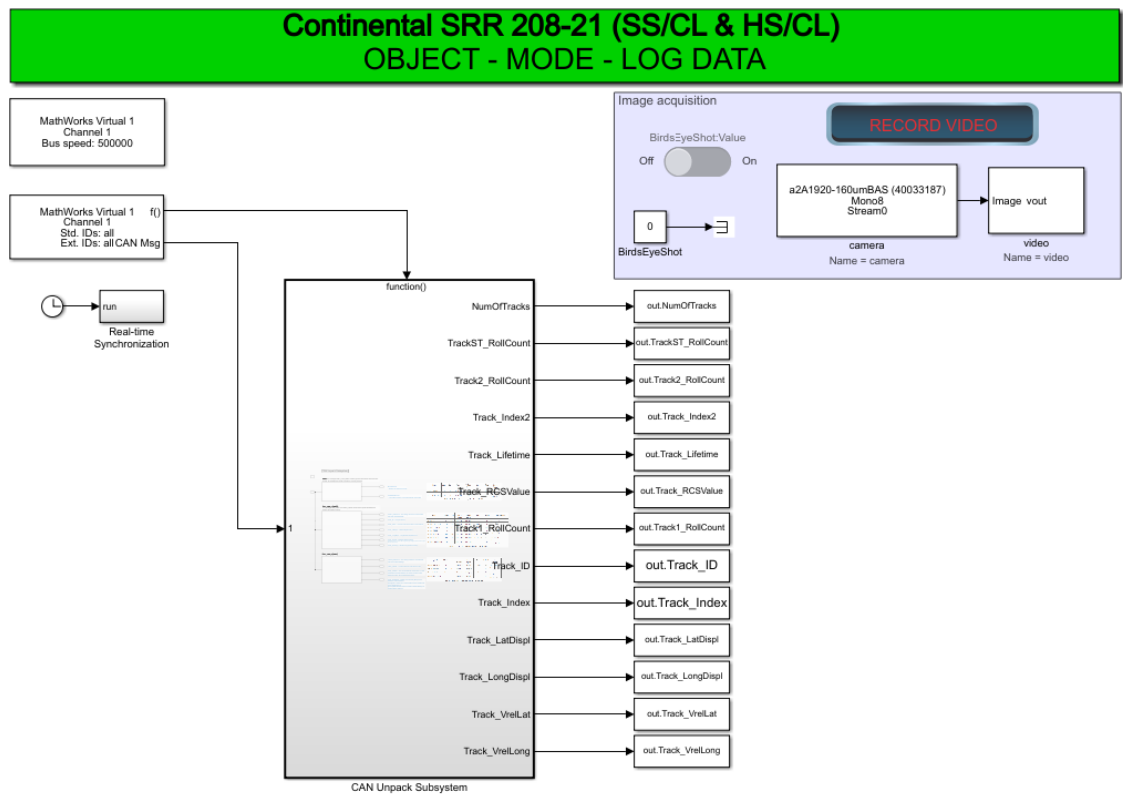 Continental SRR 208-21 (SS/CL & HS/CL)
OBJECT - MODE - LOG DATA
MathWorks Virtual 1
Channel 1
Bus speed: 500000
Image acquisition
BirdsEyeShot:Value
Off
On
RECORD VIDEO
0
BirdsEyeShot
a2A1920-160umBAS (40033187)
Mono8
Stream0
camera
Name = camera
Image vout
video
Name = video
MathWorks Virtual 1 f()
Channel 1
Std. IDs: all
Ext. IDs: all CAN Msg
run
Real-time
Synchronization
function()
1
NumOfTracks
out.NumOfTracks
TrackST_RollCount
out.TrackST_RollCount
Track2_RollCount
out.Track2_RollCount
Track_Index2
out.Track_Index2
Track_Lifetime
out.Track_Lifetime
Track_RCSValue
out.Track_RCSValue
Track1_RollCount
out.Track1_RollCount
Track_ID
out.Track_ID
Track_Index
out.Track_Index
Track_LatDispl
out.Track_LatDispl
Track_LongDispl
out.Track_LongDispl
Track_VrelLat
out.Track_VrelLat
Track_VrelLong
out.Track_VrelLong
CAN Unpack Subsystem